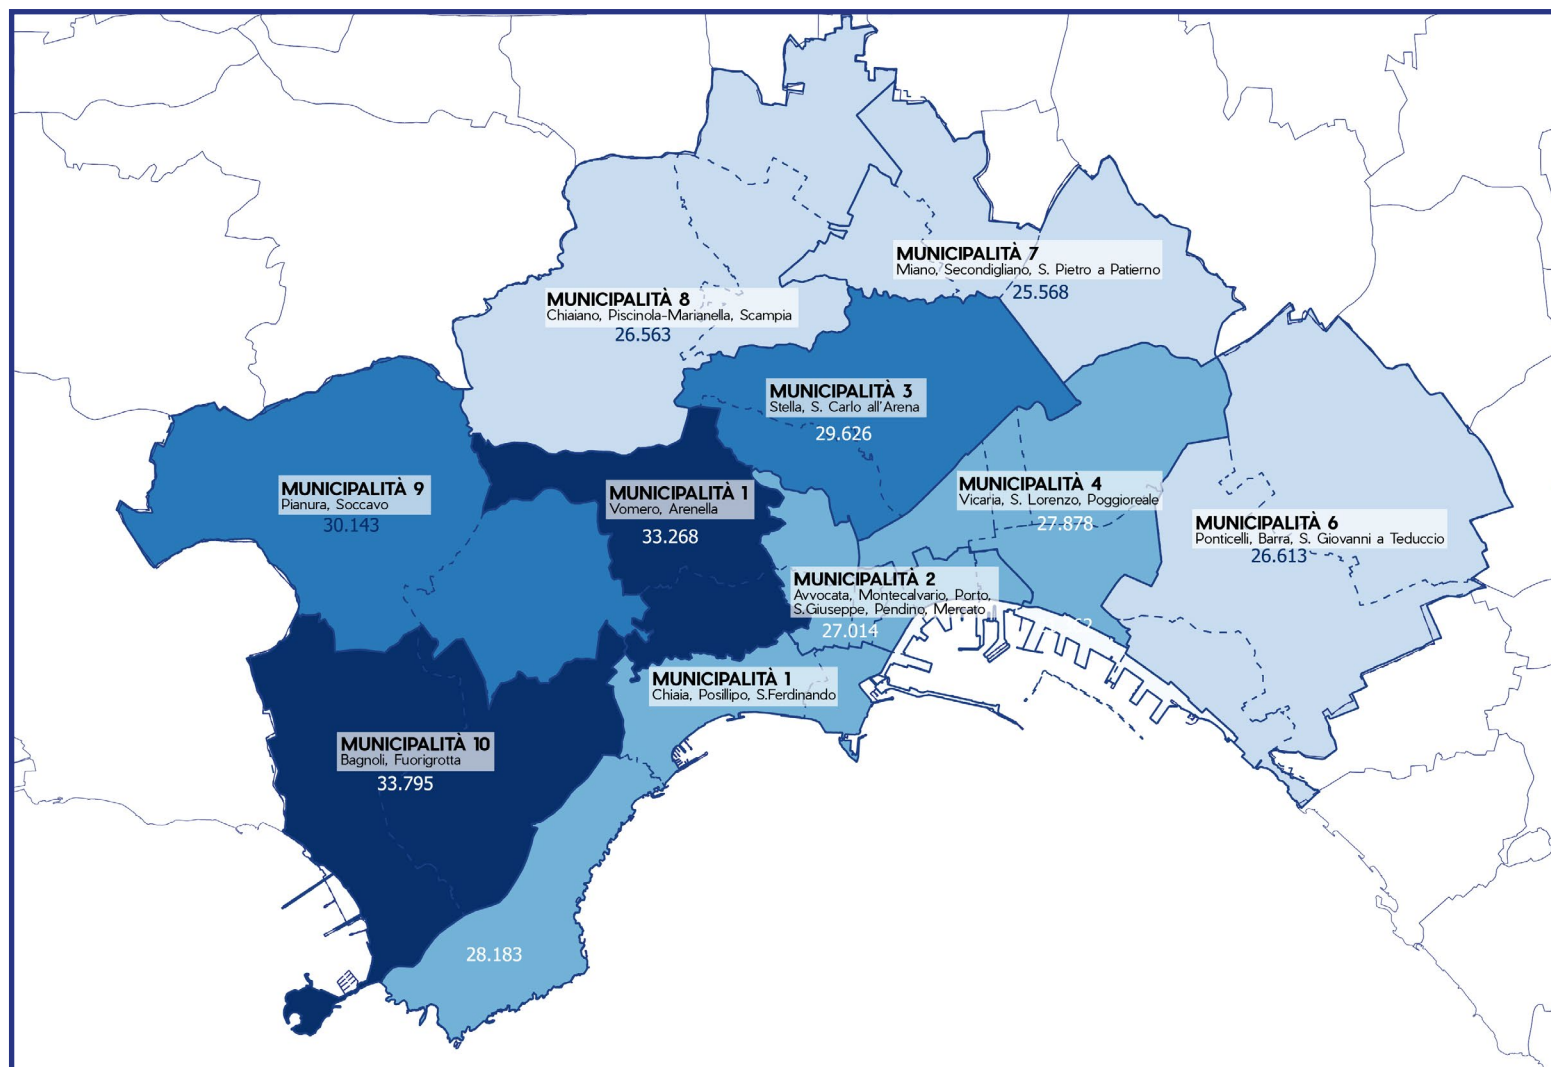 MUNICIPALITÀ 7
Miano, Secondigliano, S. Pietro a Patierno
25.568
MUNICIPALITÀ 8
Chiaiano, Piscinola-Marianella, Scampia
26.563
MUNICIPALITÀ 3
Stella, S. Carlo all'Arena
29.626
MUNICIPALITÀ 9
Pianura, Soccavo
30.143
MUNICIPALITÀ 1
Vomero, Arenella
33.268
MUNICIPALITÀ 4
Vicaria, S. Lorenzo, Poggioreale
27.878
MUNICIPALITÀ 6
Ponticelli, Barra, S. Giovanni a Teduccio
26.613
MUNICIPALITÀ 2
Avvocata, Montecalvario, Porto,
S.Giuseppe, Pendino, Mercato
27.014
MUNICIPALITÀ 1
Chiaia, Posillipo, S.Ferdinando
MUNICIPALITÀ 10
Bagnoli, Fuorigrotta
33.795
28.183